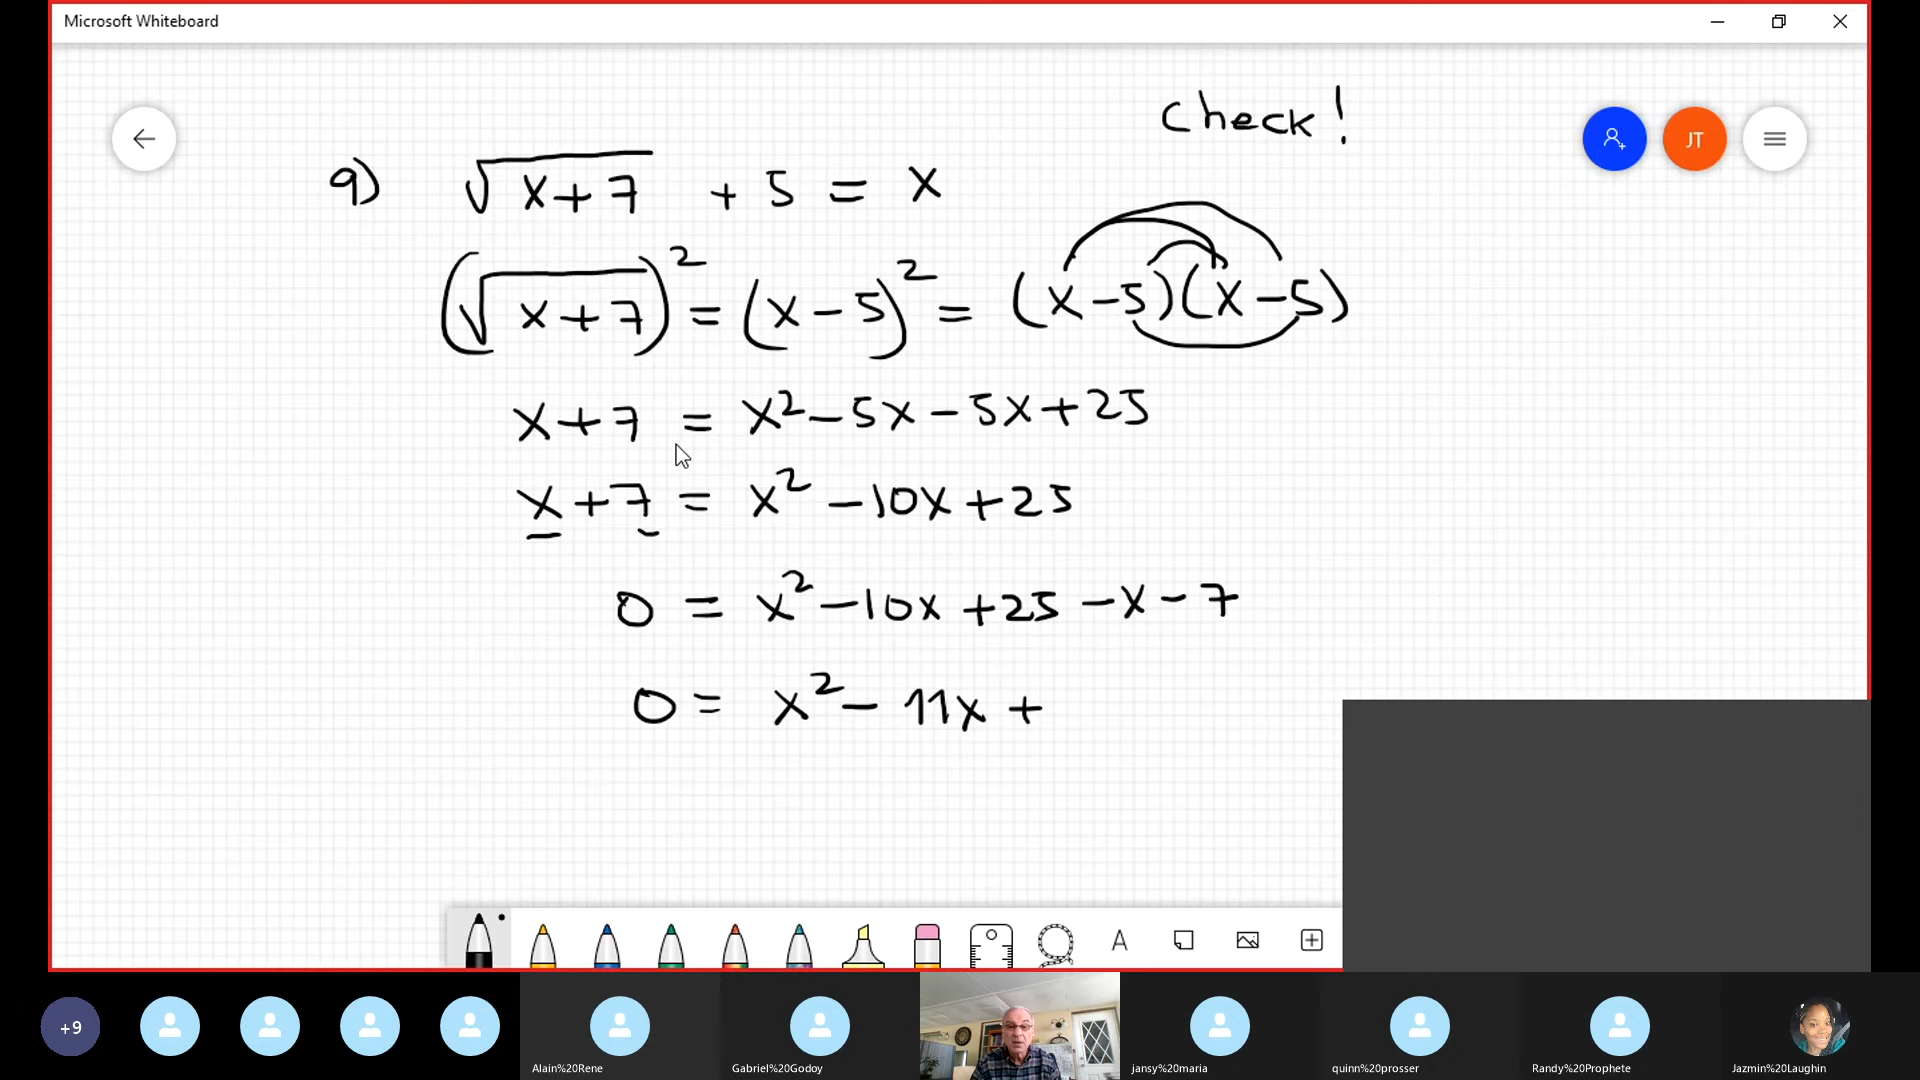 Microsoft Whiteboard
Check!
JT
9) √x+7 + 5 = x
(√x+7)² = (x-5)² = (x-5)(x-5)
x+7 = x²-5x-5x+25
x+7 = x²-10x+25
0 = x²-10x+25-x-7
0 = x²-11x+
A
+9
Alain%20Rene
Gabriel%20Godoy
jansy%20maria
quinn%20prosser
Randy%20Prophete
Jazmin%20Laughin